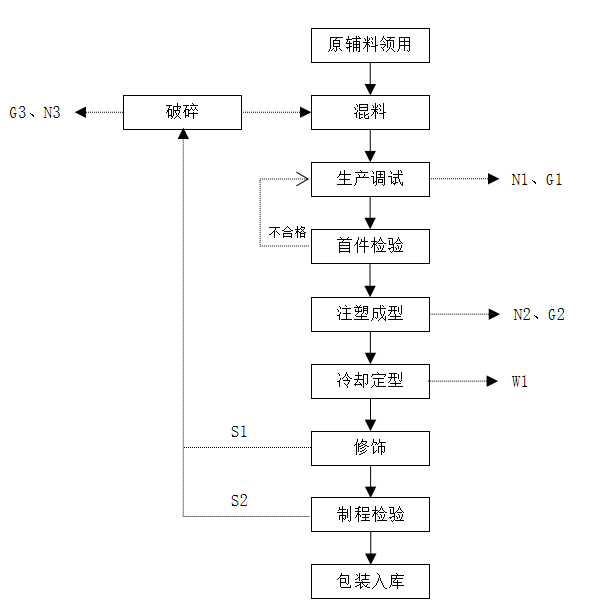 原辅料领用
G3、N3
破碎
混料
生产调试
N1、G1
不合格
首件检验
注塑成型
N2、G2
冷却定型
W1
S1
修饰
S2
制程检验
包装入库